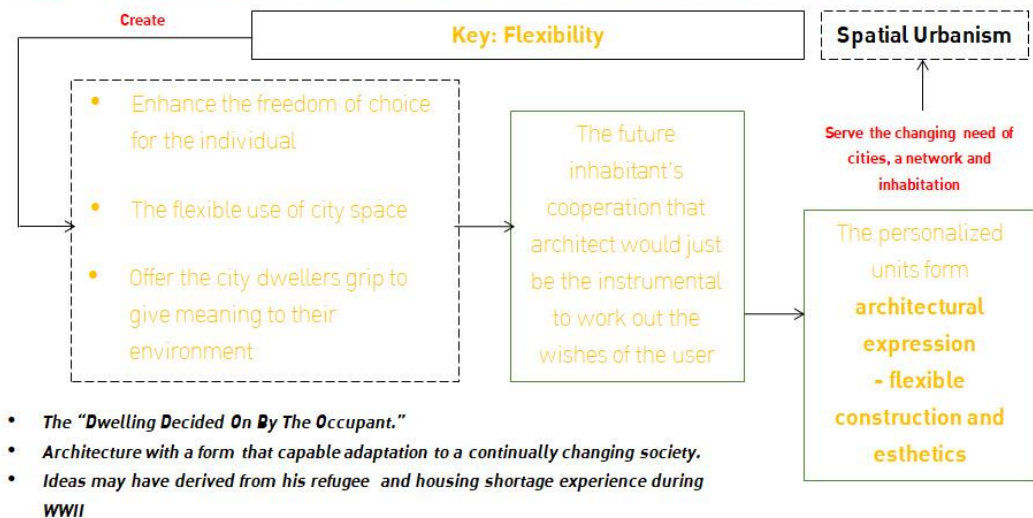 Create
Key: Flexibility
Spatial Urbanism
• Enhance the freedom of choice
for the individual
• The flexible use of city space
• Offer the city dwellers grip to
give meaning to their
environment
The future
inhabitant's
cooperation that
architect would just
be the instrumental
to work out the
wishes of the user
Serve the changing need of
cities, a network and
inhabitation
The personalized
units form
architectural
expression
- flexible
construction and
esthetics
• The “Dwelling Decided On By The Occupant.”
• Architecture with a form that capable adaptation to a continually changing society.
• Ideas may have derived from his refugee and housing shortage experience during
WWII